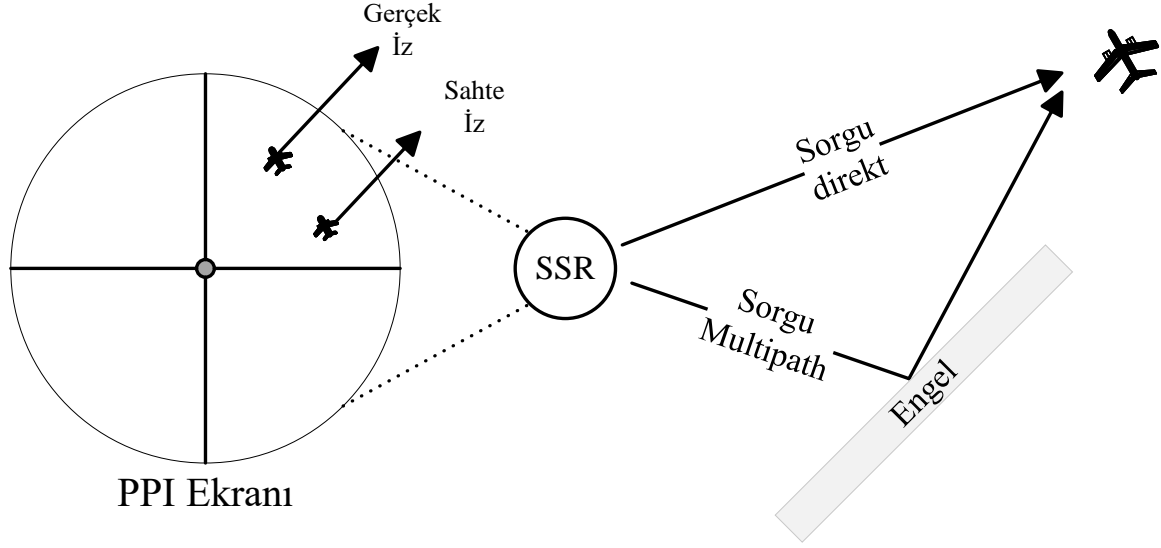 Gerçek
İz
Sahte
İz
Sorgu
direkt
SSR
Sorgu
Multipath
Engel
PPI Ekranı